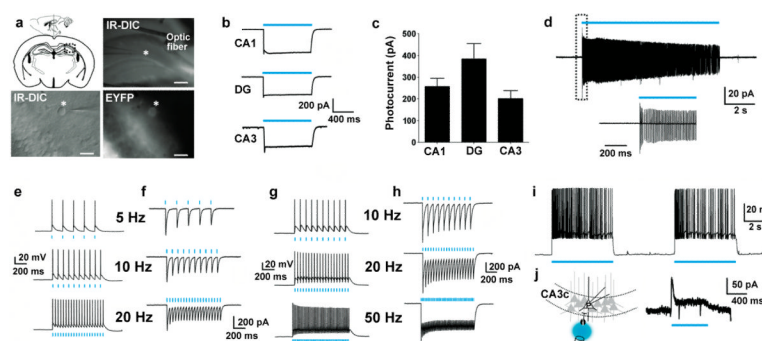 a
IR-DIC
Optic
fiber
*
IR-DIC
*
EYFP
*
b
CA1
DG
CA3
200 pA
400 ms
c
Photocurrent (pA)
500
400
300
200
100
0
CA1 DG CA3
d
20 pA
2 s
200 ms
e
f
g
h
5 Hz
10 Hz
20 Hz
20 mV
200 ms
200 pA
200 ms
10 Hz
20 Hz
50 Hz
20 mV
200 ms
200 pA
200 ms
i
20 m
2 s
j
CA3c
50 pA
400 ms